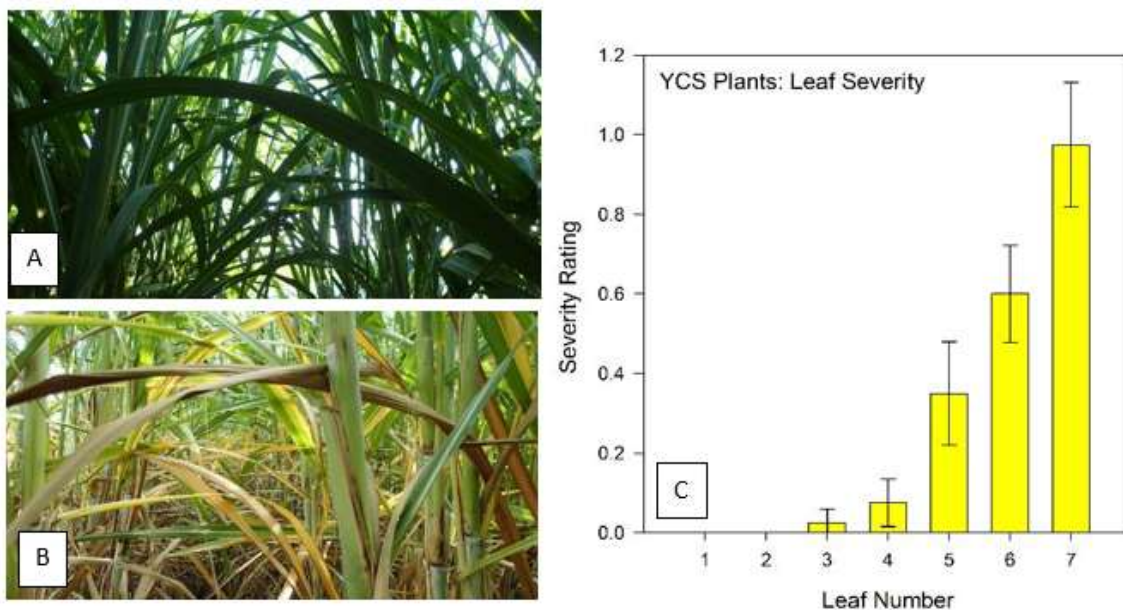 A
B
YCS Plants: Leaf Severity
Severity Rating
1.2
1.0
0.8
0.6
0.4
0.2
0.0
C
1 2 3 4 5 6 7
Leaf Number